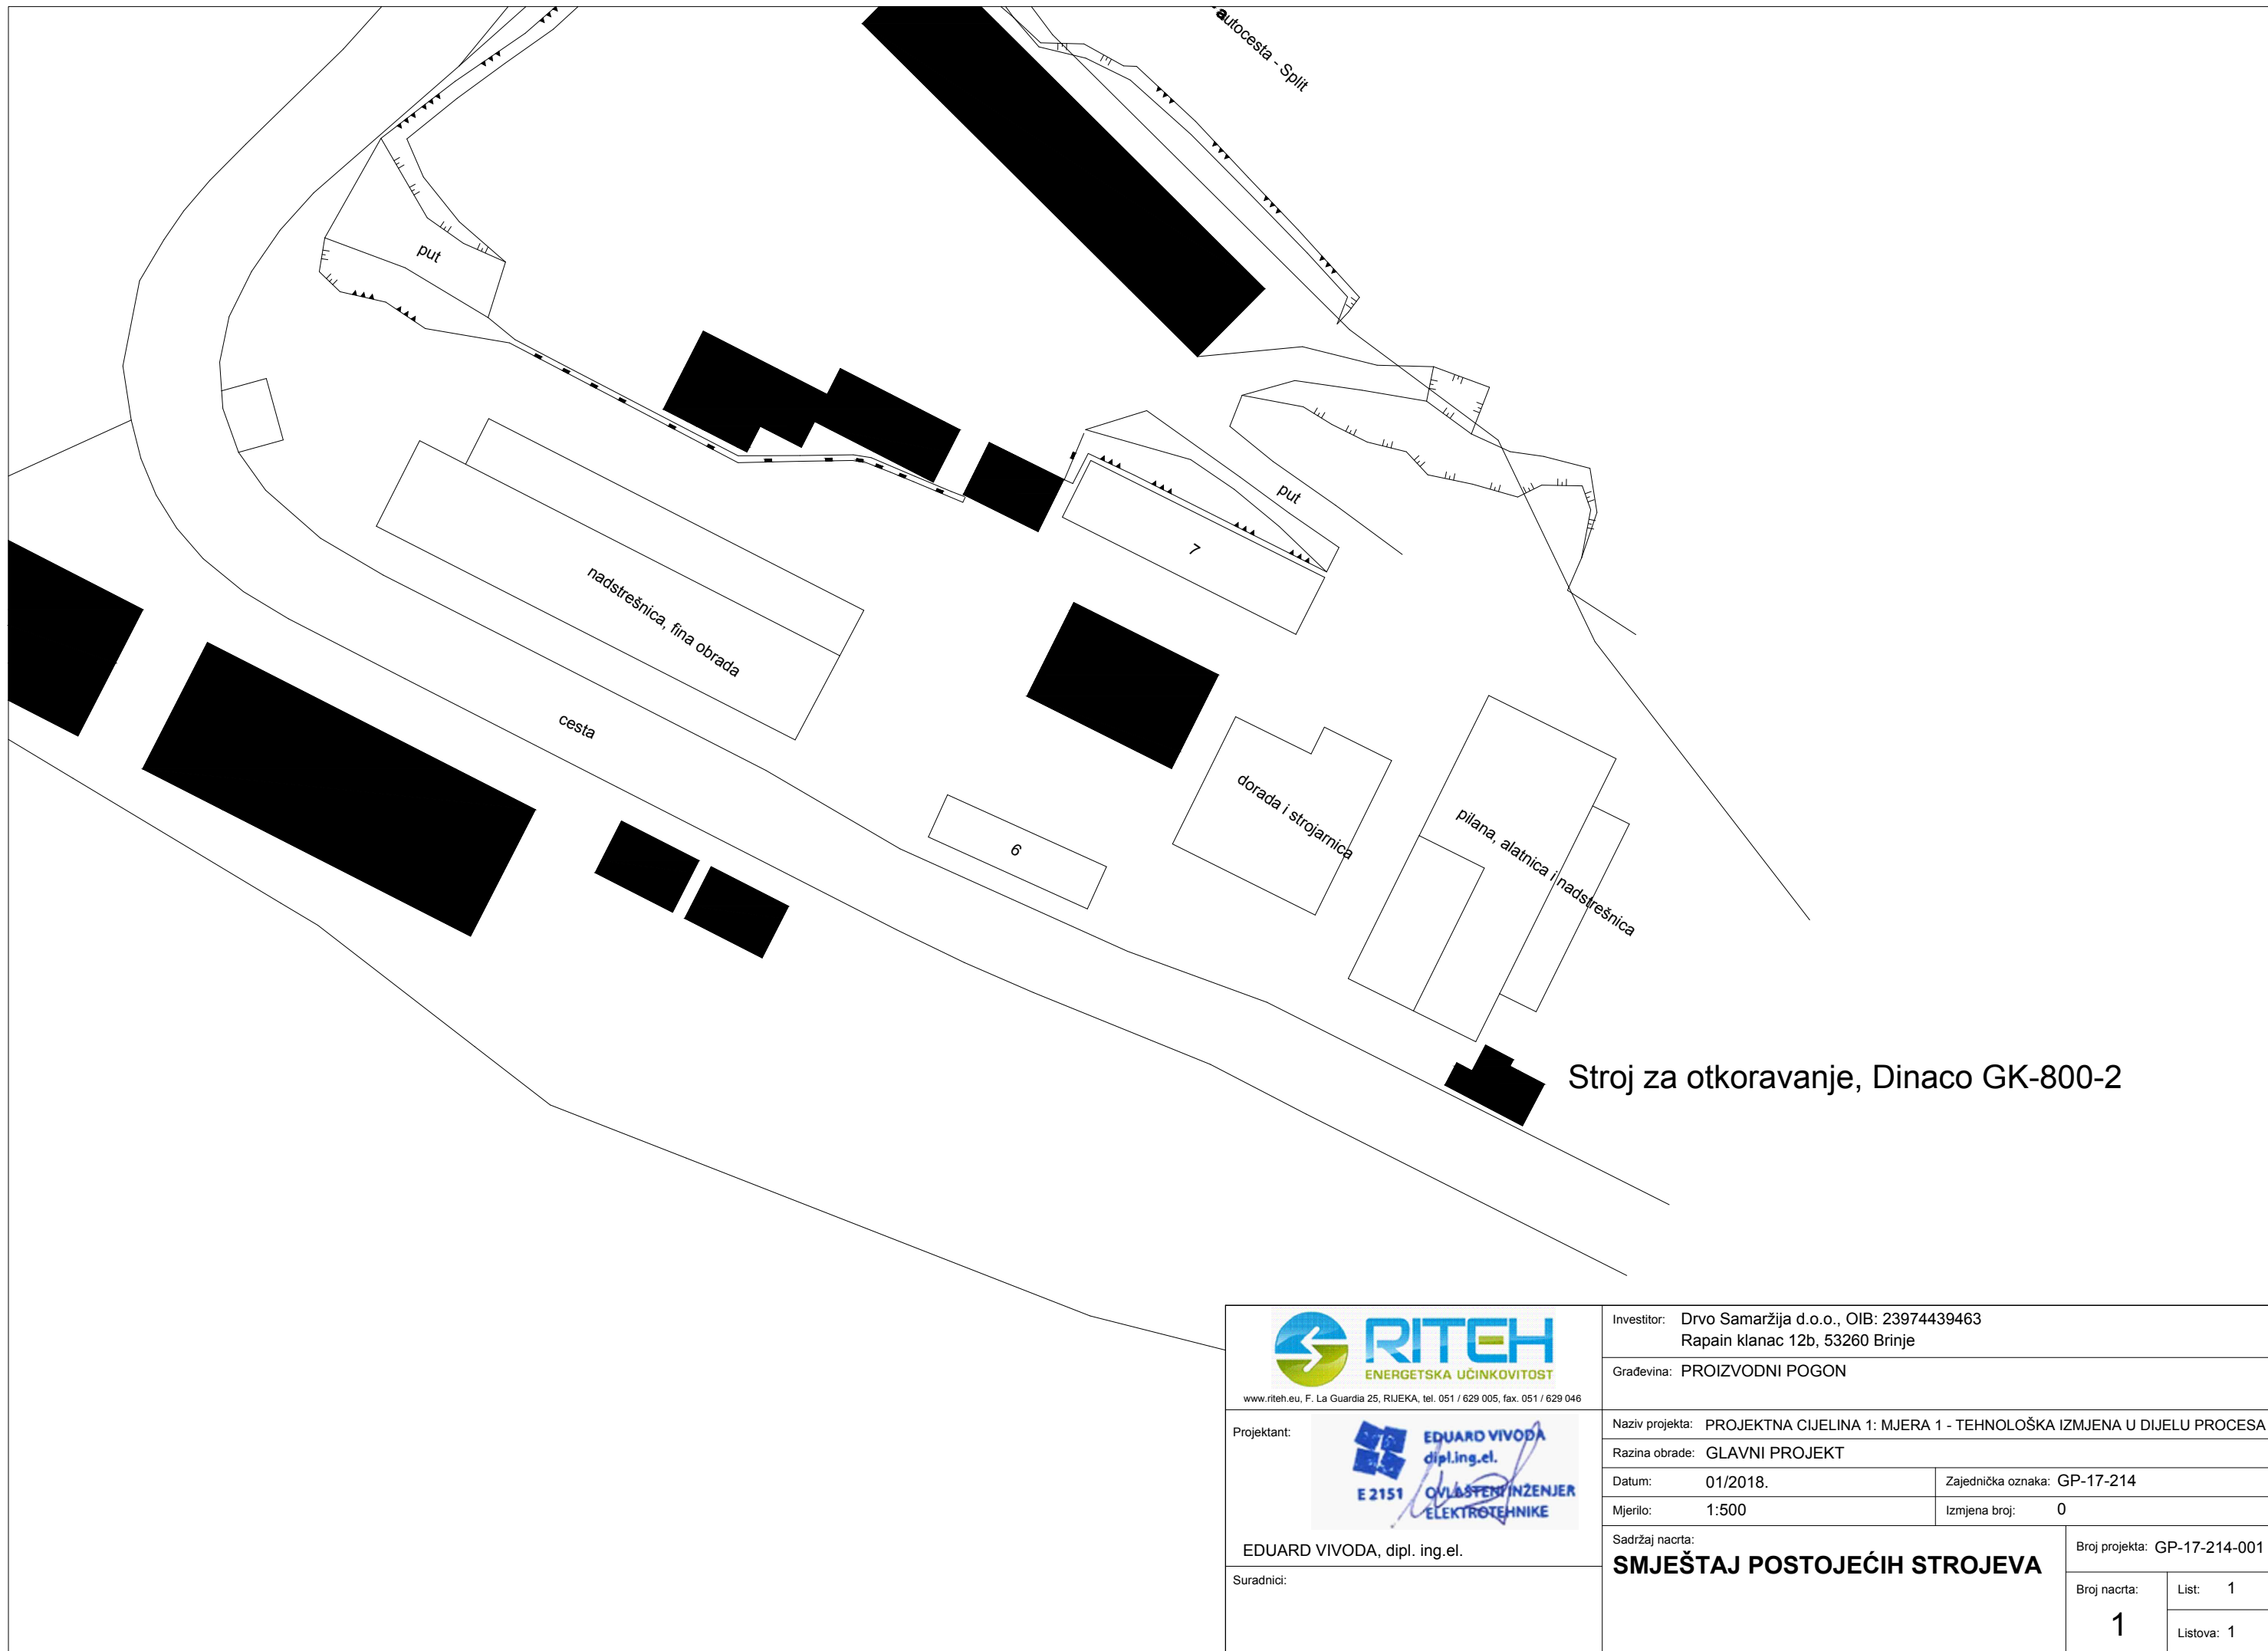 autocesta - Split
put
put
7
nadstrešnica, fina obrada
cesta
dorada i strojarnica
pilana, alatnica i nadstrešnica
6
Stroj za otkoravanje, Dinaco GK-800-2
RITEH
ENERGETSKA UČINKOVITOST
www.riteh.eu, F. La Guardia 25, RIJEKA, tel. 051 / 629 005, fax. 051 / 629 046
Projektant:
EDUARD VIVODA
dipl.ing.el.
E 2151 OVLAŠTENI INŽENJER
ELEKTROTEHNIKE
EDUARD VIVODA, dipl. ing.el.
Suradnici:
Investitor: Drvo Samaržija d.o.o., OIB: 23974439463
Rapain klanac 12b, 53260 Brinje
Građevina: PROIZVODNI POGON
Naziv projekta: PROJEKTNA CIJELINA 1: MJERA 1 - TEHNOLOŠKA IZMJENA U DIJELU PROCESA
Razina obrade: GLAVNI PROJEKT
Datum: 01/2018.
Zajednička oznaka: GP-17-214
Mjerilo: 1:500
Izmjena broj: 0
Sadržaj nacrta:
SMJEŠTAJ POSTOJEĆIH STROJEVA
Broj projekta: GP-17-214-001
Broj nacrta:
1
List: 1
Listova: 1